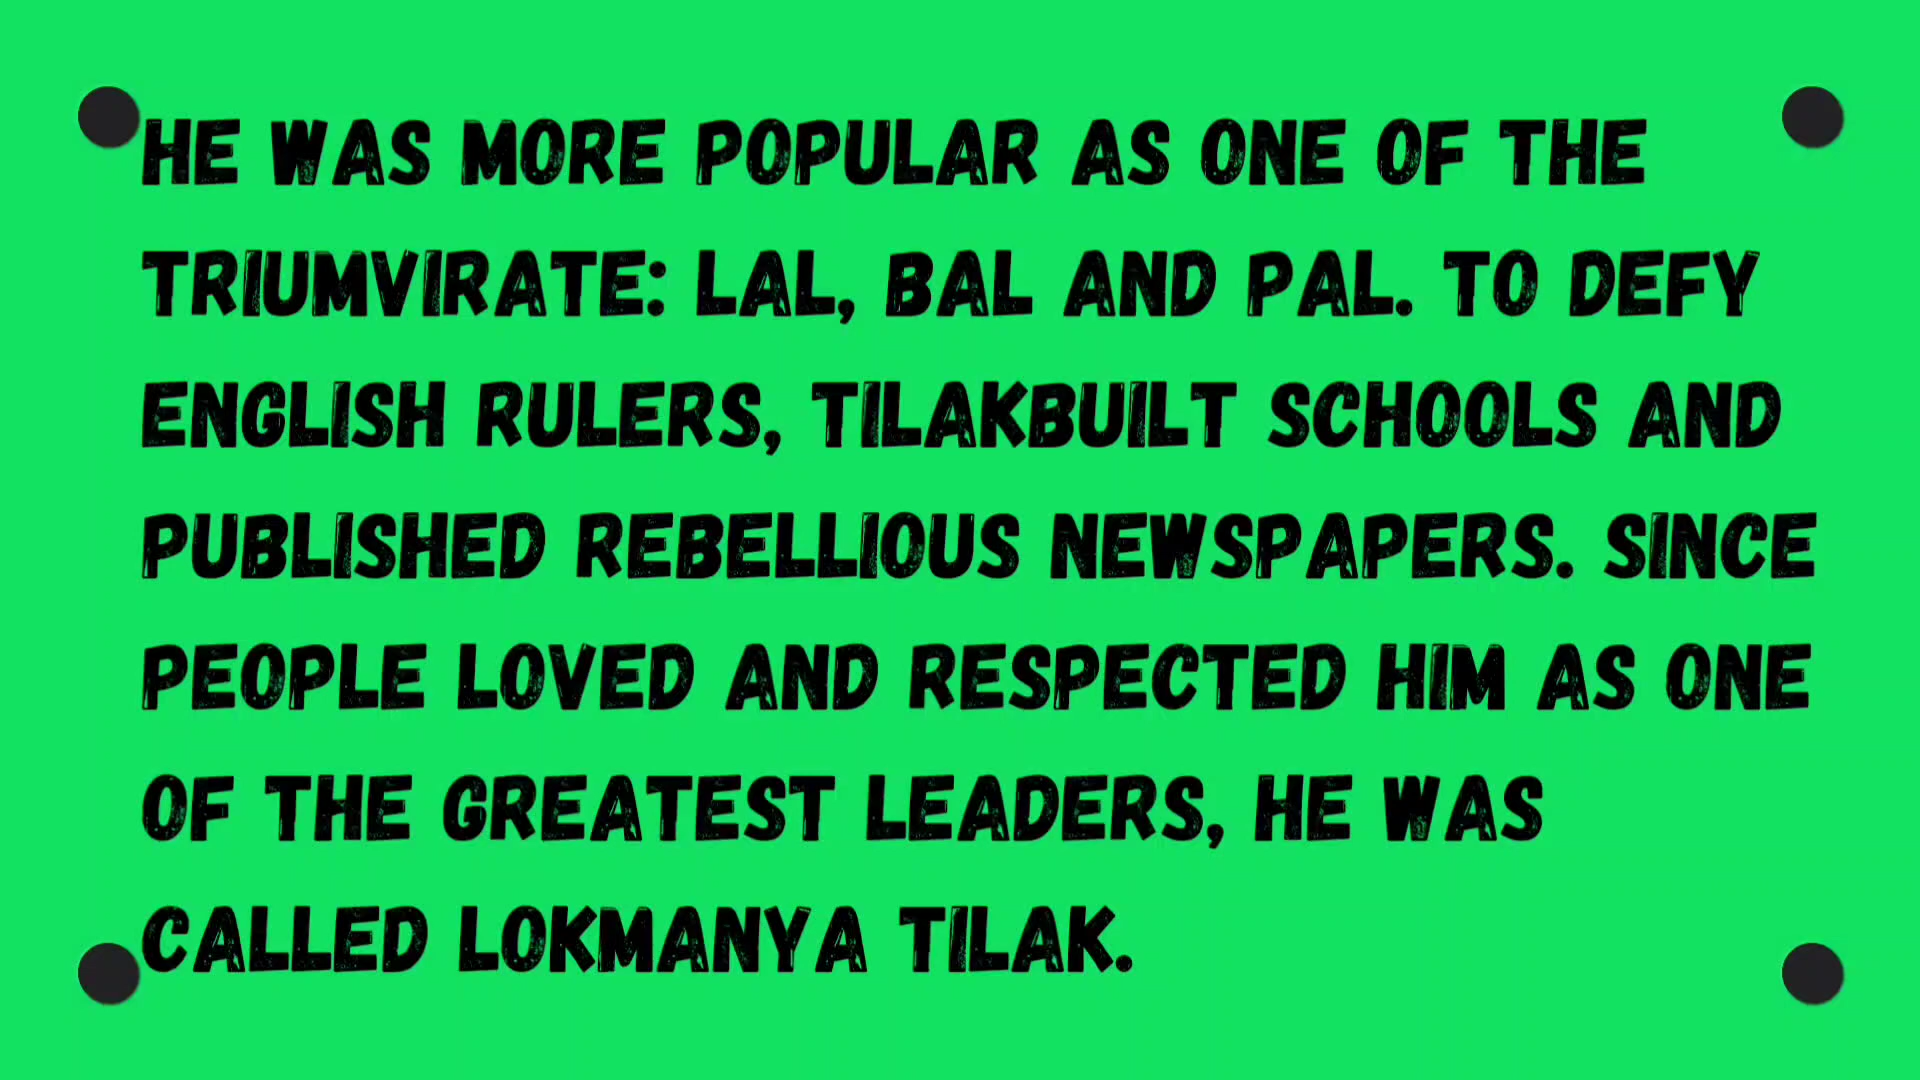 HE WAS MORE POPULAR AS ONE OF THE
TRIUMVIRATE: LAL, BAL AND PAL. TO DEFY
ENGLISH RULERS, TILAKBUILT SCHOOLS AND
PUBLISHED REBELLIOUS NEWSPAPERS. SINCE
PEOPLE LOVED AND RESPECTED HIM AS ONE
OF THE GREATEST LEADERS, HE WAS
CALLED LOKMANYA TILAK.